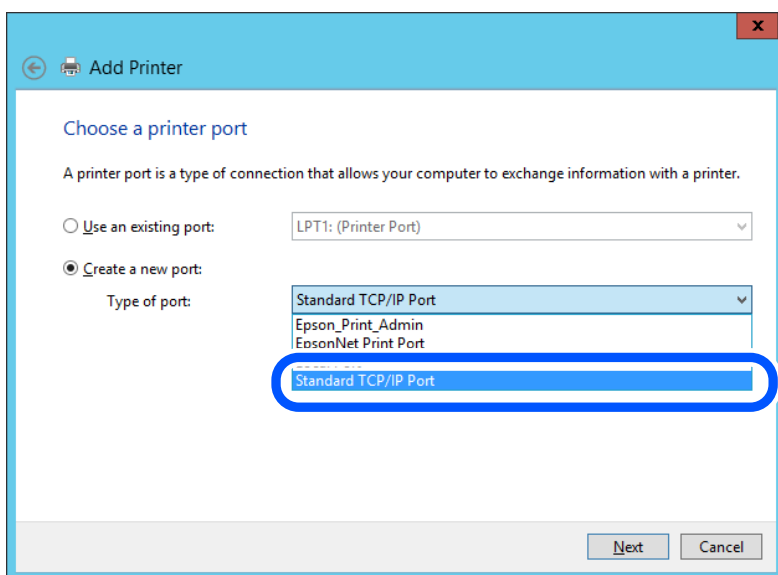 x
Add Printer
Choose a printer port
A printer port is a type of connection that allows your computer to exchange information with a printer.
Use an existing port: LPT1: (Printer Port)
Create a new port:
Type of port: Standard TCP/IP Port
Epson_Print_Admin
EpsonNet Print Port
Standard TCP/IP Port
Next Cancel